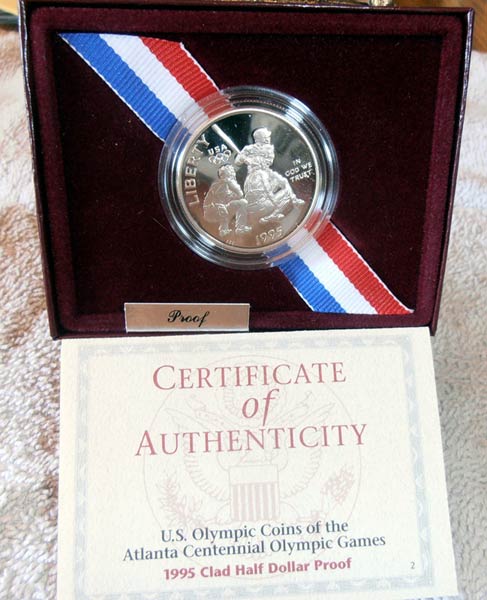 LIBERTY
USA
IN
GOD WE
TRUST
1995
Proof
CERTIFICATE
of
AUTHENTICITY
U.S. Olympic Coins of the
Atlanta Centennial Olympic Games
1995 Clad Half Dollar Proof
2